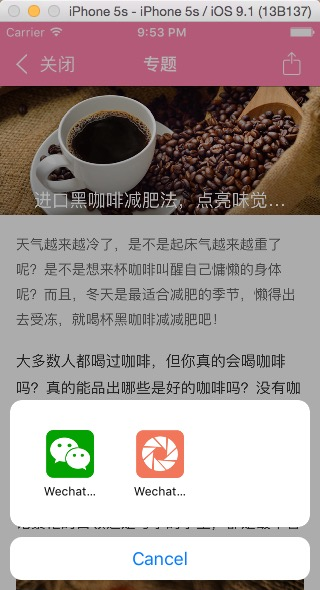 iPhone 5s - iPhone 5s / iOS 9.1 (13B137)
Carrier 9:53 PM
关闭 专题
进口黑咖啡减肥法，点亮味觉…
天气越来越冷了，是不是起床气越来越重了
呢？是不是想来杯咖啡叫醒自己慵懒的身体
呢？而且，冬天是最适合减肥的季节，懒得出
去受冻，就喝杯黑咖啡减减肥吧！
大多数人都喝过咖啡，但你真的会喝咖啡
吗？真的能品出哪些是好的咖啡吗？没有咖
Wechat... Wechat...
Cancel